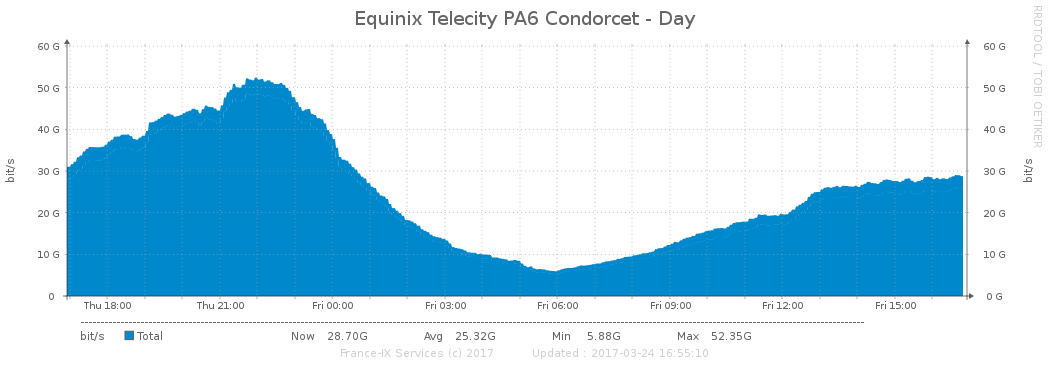 Equinix Telecity PA6 Condorcet - Day
RRDTOOL / TOBI OETIKER
60 G 60 G
50 G 50 G
40 G 40 G
30 G 30 G
20 G 20 G
10 G 10 G
0 0 G
bit/s bit/s
Thu 18:00 Thu 21:00 Fri 00:00 Fri 03:00 Fri 06:00 Fri 09:00 Fri 12:00 Fri 15:00
bit/s Total Now 28.70G Avg 25.32G Min 5.88G Max 52.35G
France-IX Services (c) 2017 Updated : 2017-03-24 16:55:10